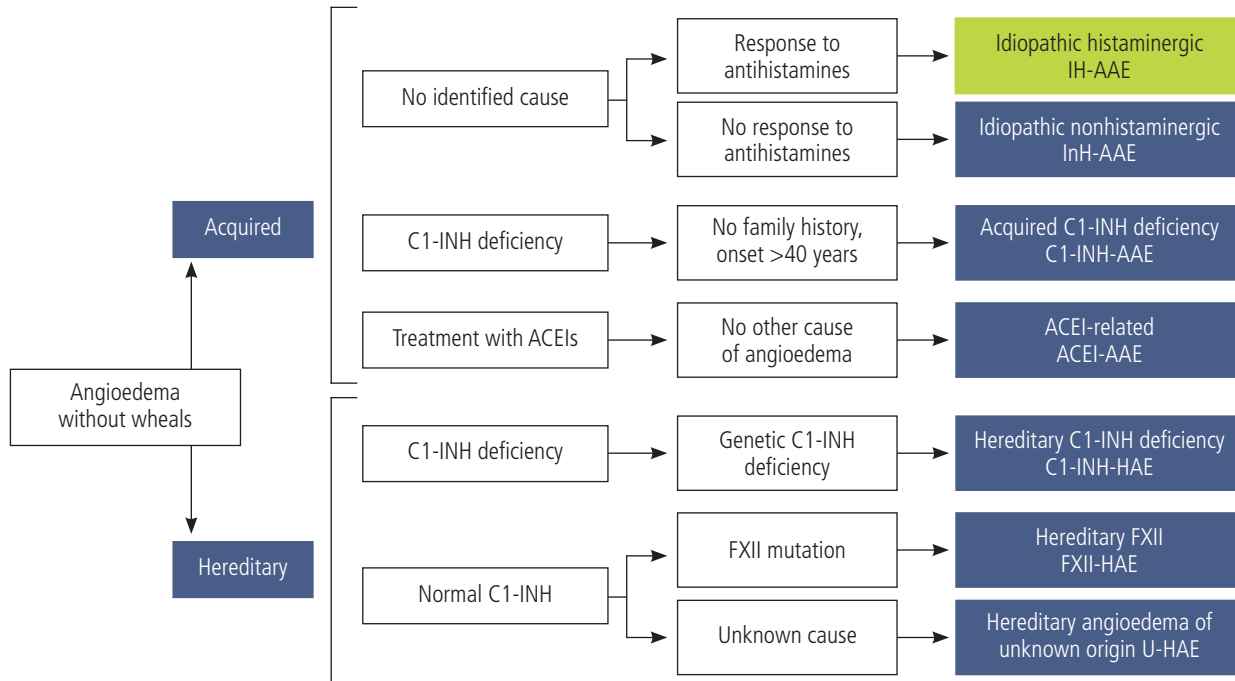 Angioedema
without wheals
Acquired
No identified cause
Response to
antihistamines
Idiopathic histaminergic
IH-AAE
No response to
antihistamines
Idiopathic nonhistaminergic
InH-AAE
C1-INH deficiency
No family history,
onset >40 years
Acquired C1-INH deficiency
C1-INH-AAE
Treatment with ACEIs
No other cause
of angioedema
ACEI-related
ACEI-AAE
Hereditary
C1-INH deficiency
Genetic C1-INH
deficiency
Hereditary C1-INH deficiency
C1-INH-HAE
Normal C1-INH
FXII mutation
Hereditary FXII
FXII-HAE
Unknown cause
Hereditary angioedema of
unknown origin U-HAE